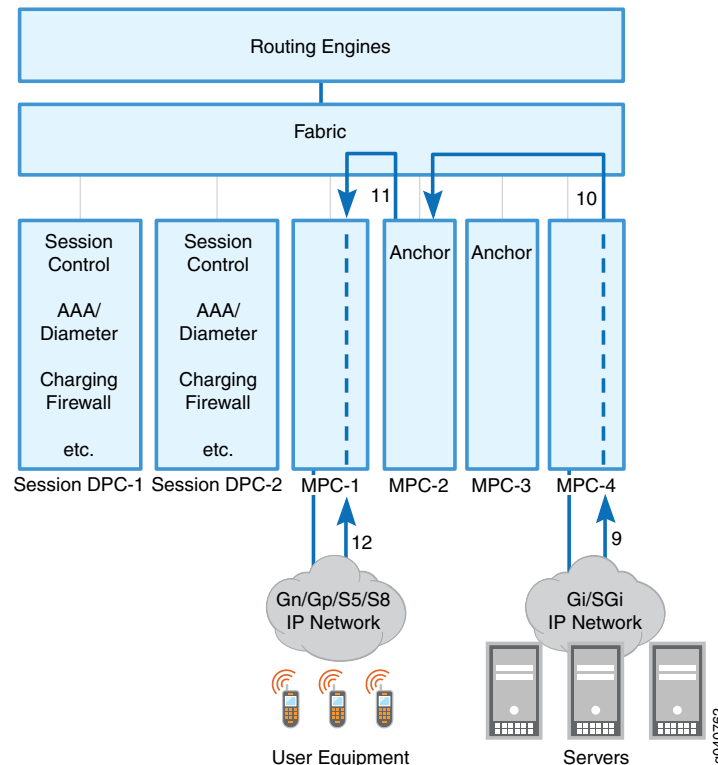 Routing Engines
Fabric
11
10
Session
Control
AAA/
Diameter
Charging
Firewall
etc.
Session
Control
AAA/
Diameter
Charging
Firewall
etc.
Anchor
Anchor
Session DPC-1
Session DPC-2
MPC-1
MPC-2
MPC-3
MPC-4
12
9
Gn/Gp/S5/S8
IP Network
Gi/SGi
IP Network
User Equipment
Servers
g040762